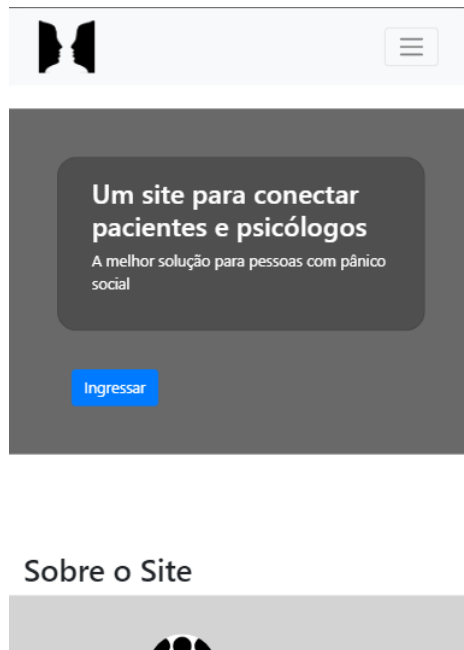 Um site para conectar
pacientes e psicólogos
A melhor solução para pessoas com pânico
social
Ingressar
Sobre o Site